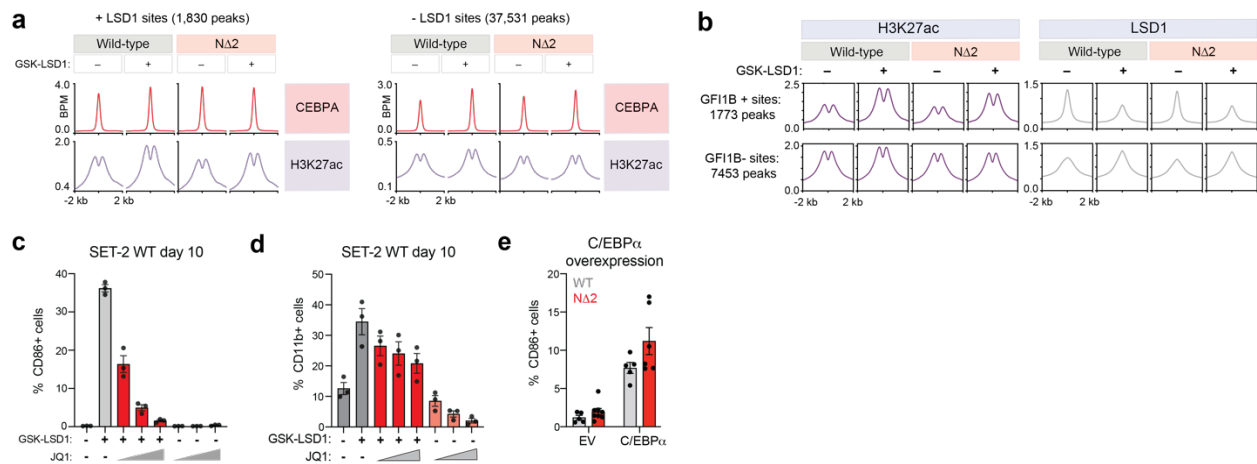 a
+ LSD1 sites (1,830 peaks)
- LSD1 sites (37,531 peaks)
Wild-type NΔ2 Wild-type NΔ2
GSK-LSD1: – + – + – + – +
BPM
4.0
0.0
CEBPA
4.0
0.0
CEBPA
2.0
0.4
H3K27ac
0.5
0.1
H3K27ac
-2 kb 2 kb -2 kb 2 kb
b
H3K27ac LSD1
Wild-type NΔ2 Wild-type NΔ2
GSK-LSD1: – + – + – + – +
GFI1B + sites:
1773 peaks
2.5
0.0
1.5
0.0
GFI1B- sites:
7453 peaks
2.0
0.0
1.5
0.0
-2 kb 2 kb -2 kb 2 kb
c
SET-2 WT day 10
% CD86+ cells
40
30
20
10
0
GSK-LSD1: - + + + + - - -
JQ1: - -
d
SET-2 WT day 10
% CD11b+ cells
50
40
30
20
10
0
GSK-LSD1: - + + + + - - -
JQ1: - -
e
C/EBPα
overexpression
WT
NΔ2
% CD86+ cells
20
15
10
5
0
EV C/EBPα